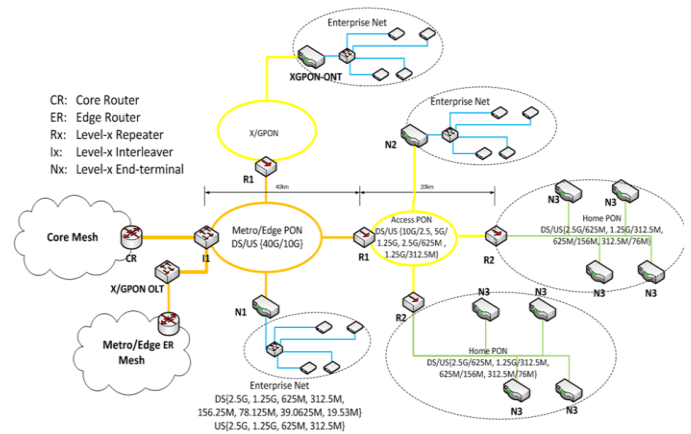 Enterprise Net
XGPON-ONT
CR: Core Router
ER: Edge Router
Rx: Level-x Repeater
Ix: Level-x Interleaver
Nx: Level-x End-terminal
X/GPON
Enterprise Net
N2
R1
40km
20km
N3
N3
Home PON
DS/US{2.5G/625M, 1.25G/312.5M,
625M/156M, 312.5M/76M}
N3
N3
Core Mesh
CR
I1
Metro/Edge PON
DS/US {40G/10G}
R1
Access PON
DS/US {10G/2.5, 5G/
1.25G, 2.5G/625M ,
1.25G/312.5M}
R2
X/GPON OLT
N1
R2
N3
N3
Home PON
DS/US{2.5G/625M, 1.25G/312.5M,
625M/156M, 312.5M/76M}
N3
N3
Metro/Edge ER
Mesh
Enterprise Net
DS{2.5G, 1.25G, 625M, 312.5M,
156.25M, 78.125M, 39.0625M, 19.53M}
US{2.5G, 1.25G, 625M, 312.5M}